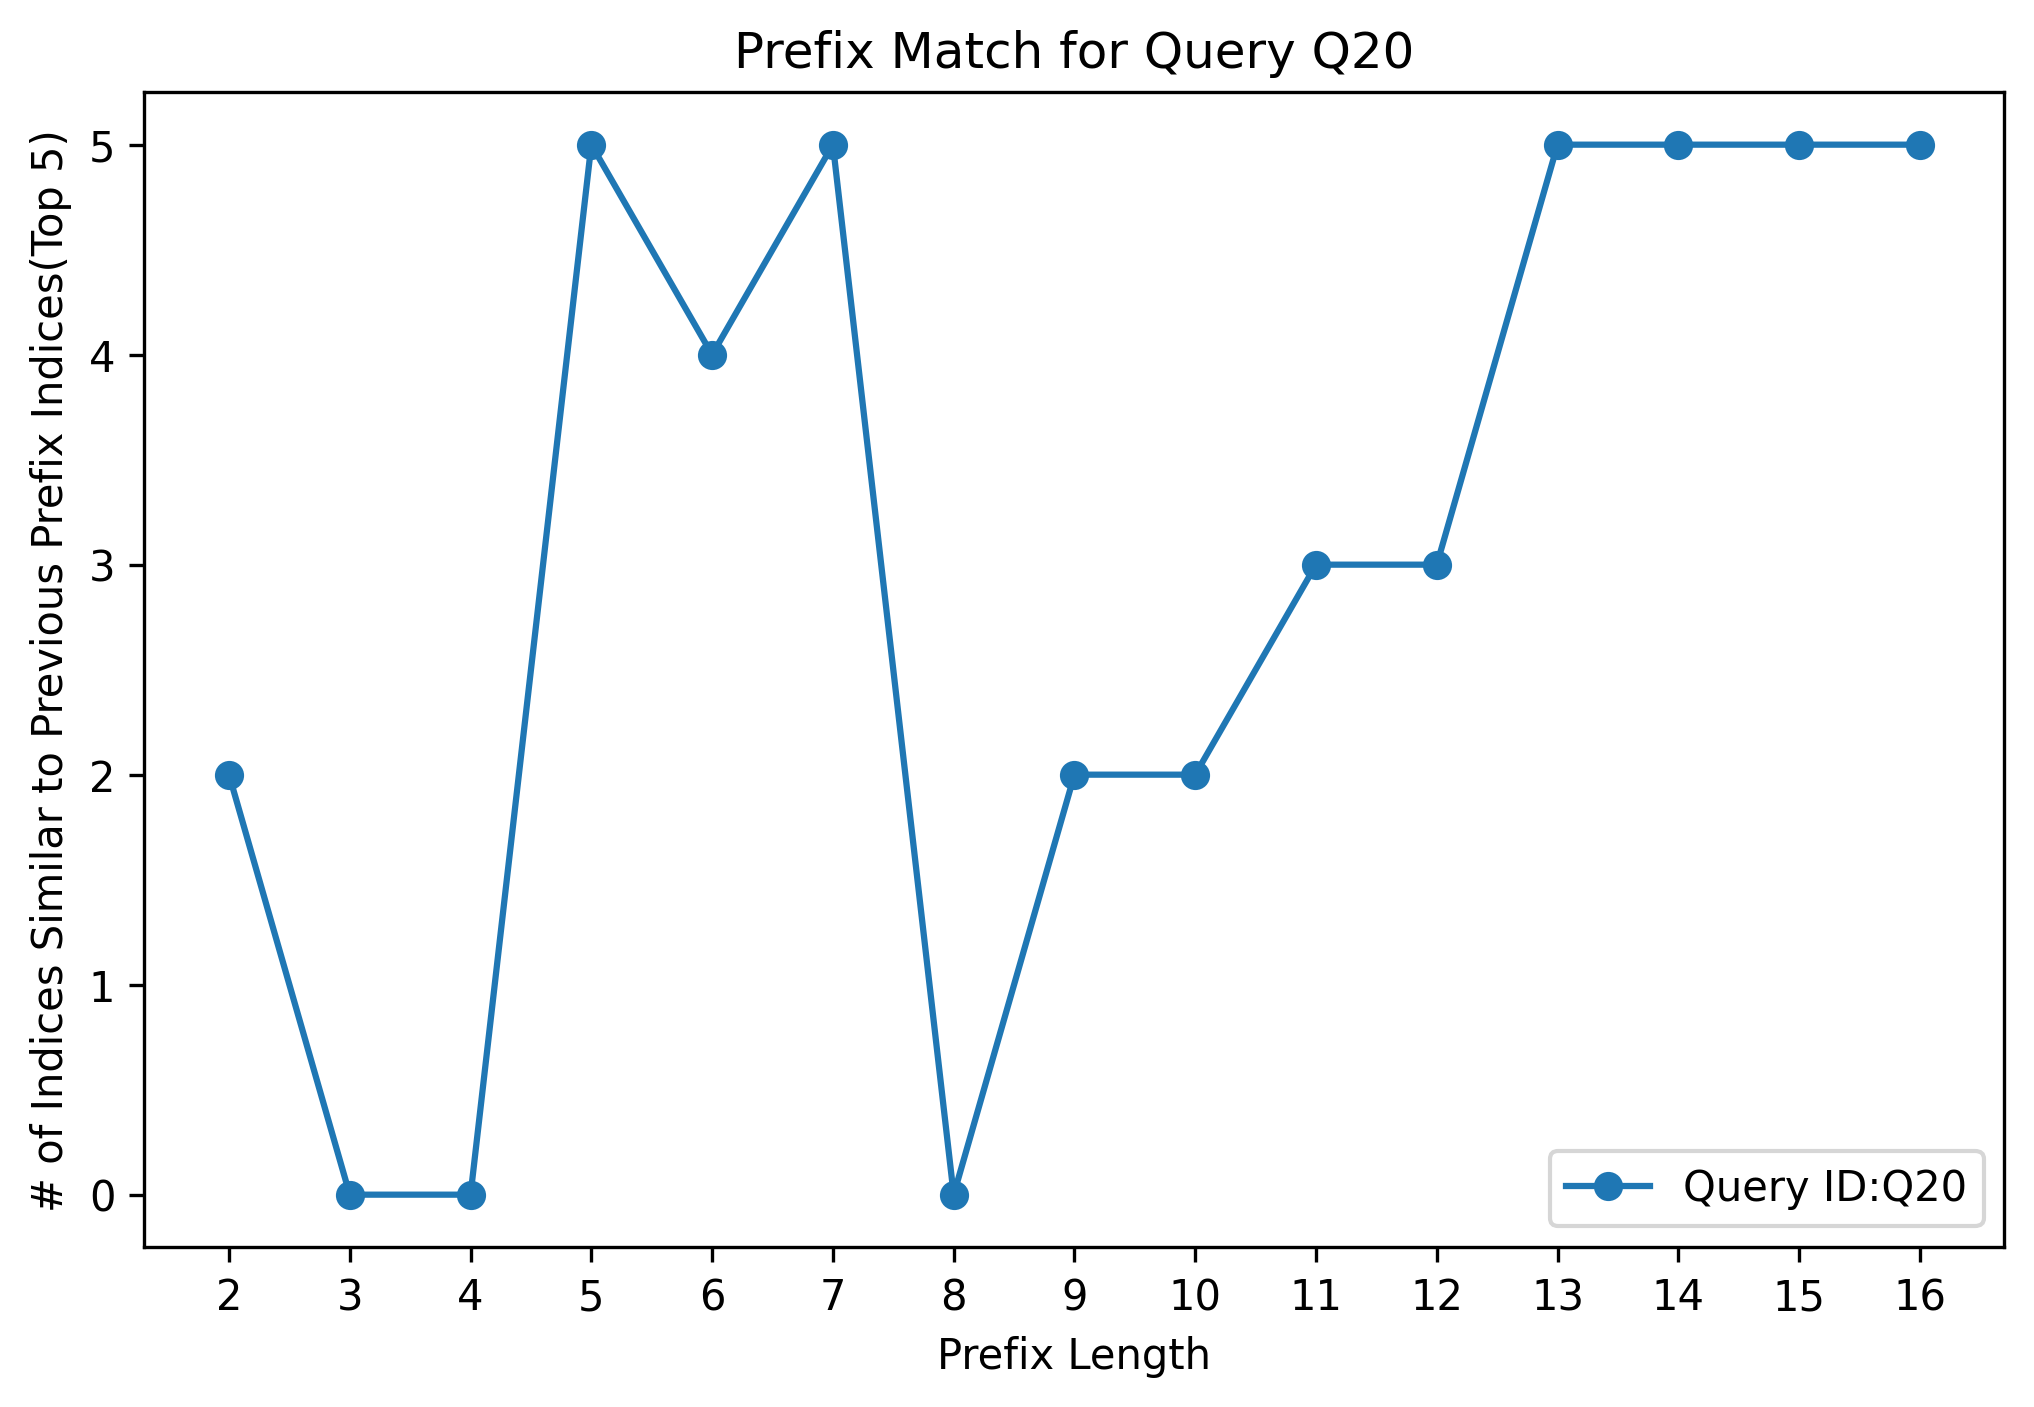 Prefix Match for Query Q20
# of Indices Similar to Previous Prefix Indices(Top 5)
5
4
3
2
1
0
Query ID:Q20
2 3 4 5 6 7 8 9 10 11 12 13 14 15 16
Prefix Length